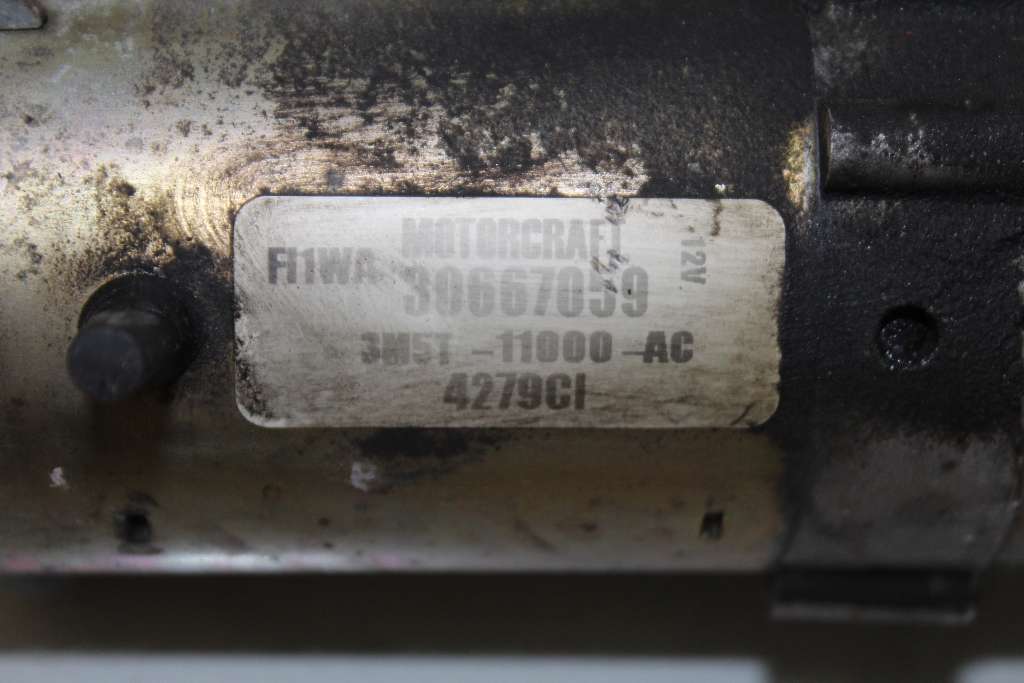 MOTORCRAFT
FI1WA
12V
30667059
3M5T -11000-AC
4279CI